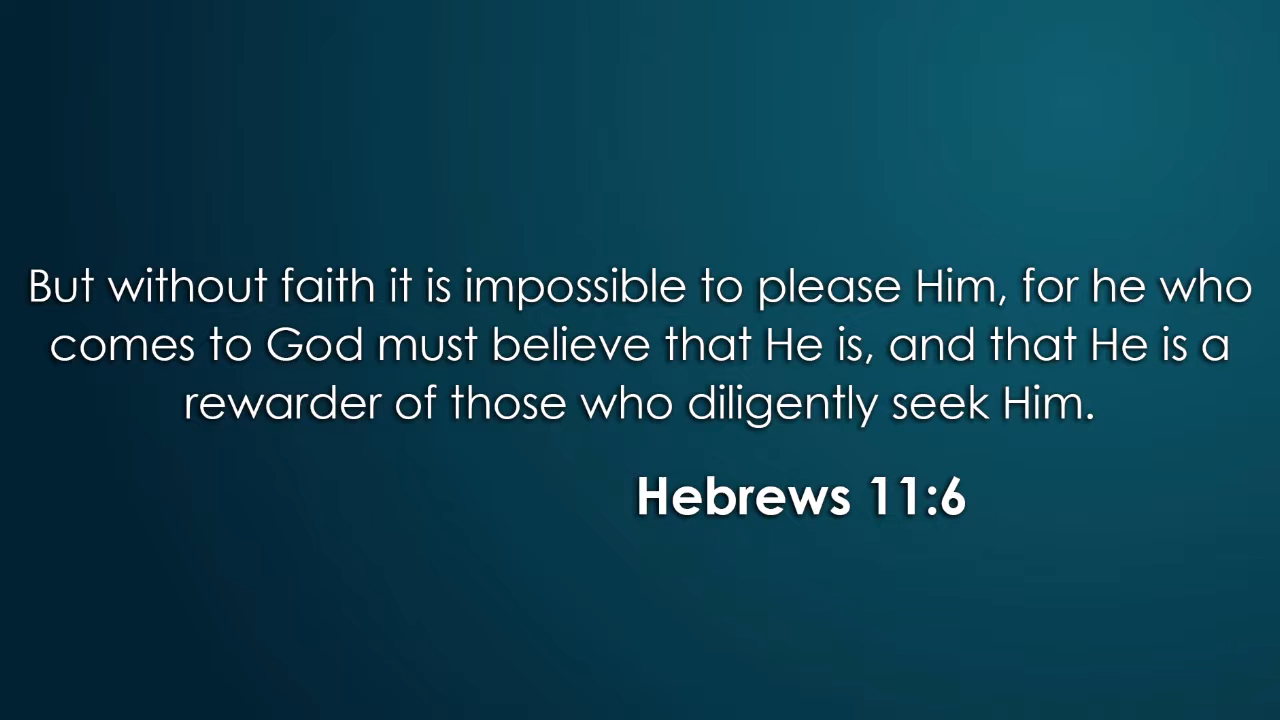 But without faith it is impossible to please Him, for he who
comes to God must believe that He is, and that He is a
rewarder of those who diligently seek Him.
Hebrews 11:6